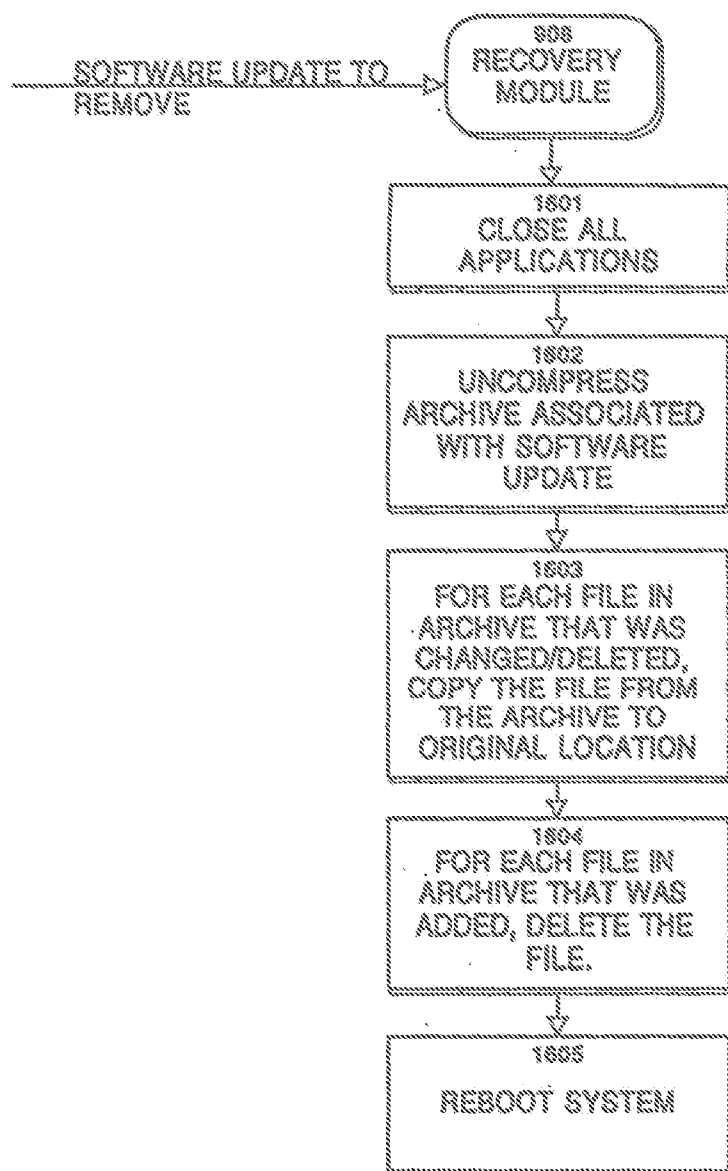 908
RECOVERY
MODULE
SOFTWARE UPDATE TO
REMOVE
1601
CLOSE ALL
APPLICATIONS
1602
UNCOMPRESS
ARCHIVE ASSOCIATED
WITH SOFTWARE
UPDATE
1603
FOR EACH FILE IN
ARCHIVE THAT WAS
CHANGED/DELETED,
COPY THE FILE FROM
THE ARCHIVE TO
ORIGINAL LOCATION
1604
FOR EACH FILE IN
ARCHIVE THAT WAS
ADDED, DELETE THE
FILE.
1605
REBOOT SYSTEM